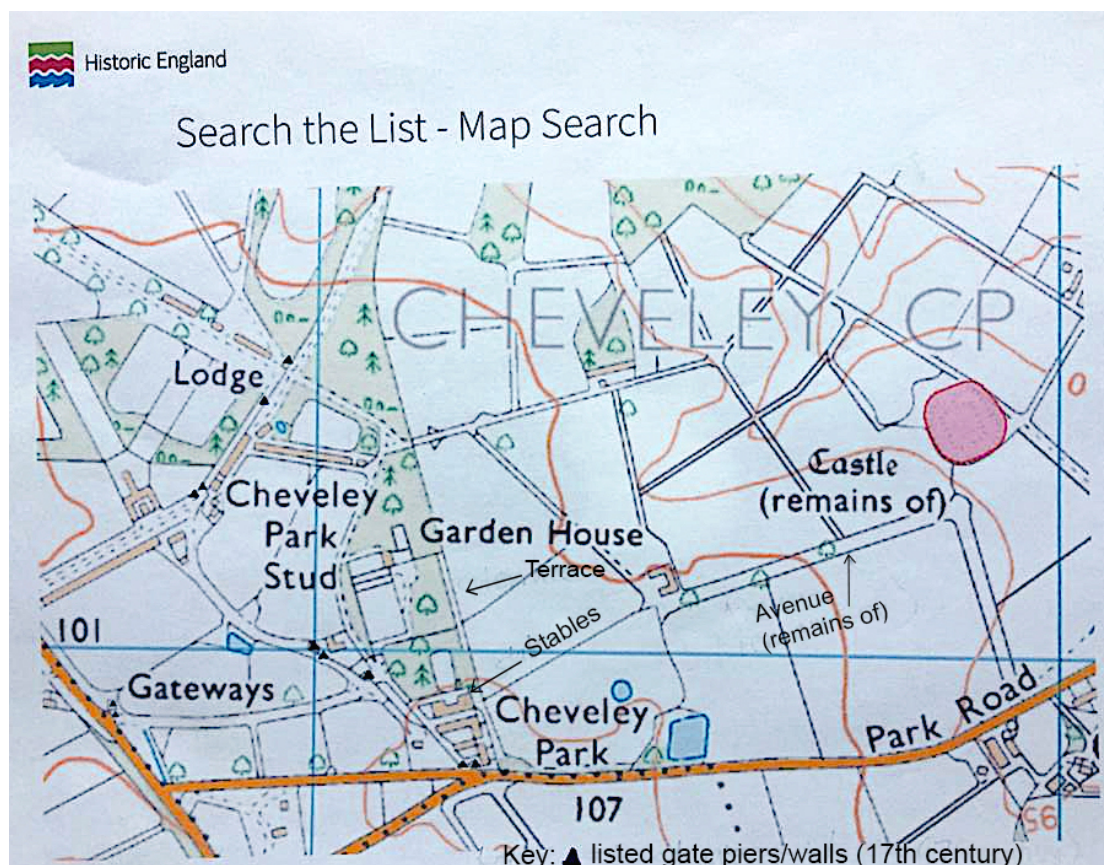 Historic England
Search the List - Map Search
CHEVELEY CP
Lodge
Castle
(remains of)
Cheveley
Park
Stud
Garden House
Terrace
Avenue
(remains of)
Stables
101
Gateways
Cheveley
Park
Park Road
107
95
Key: ▲ listed gate piers/walls (17th century)